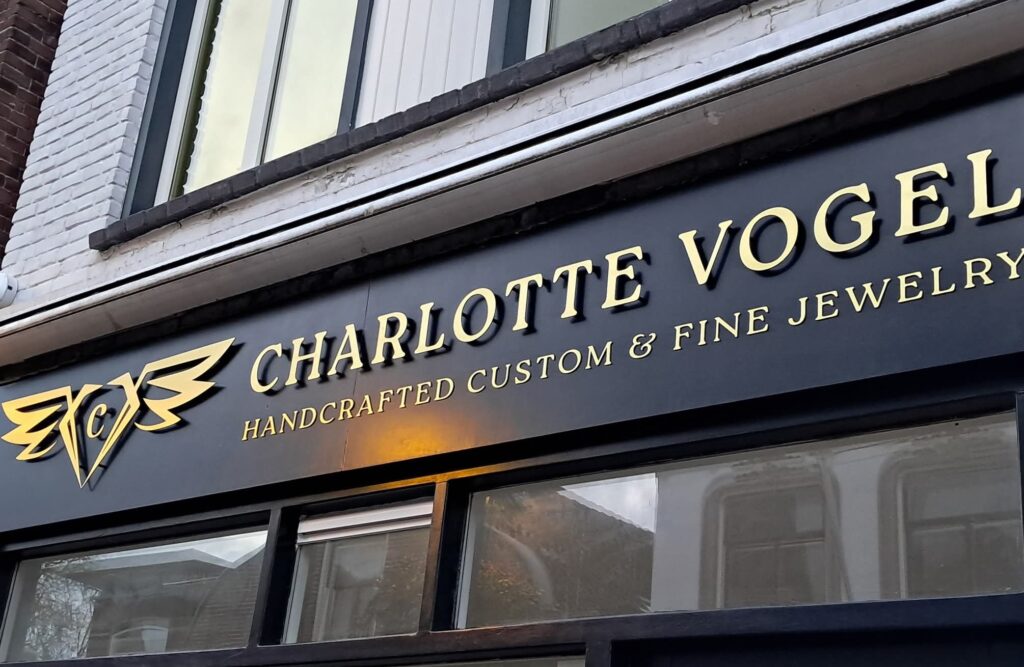 CHARLOTTE VOGEL
HANDCRAFTED CUSTOM & FINE JEWELRY
C